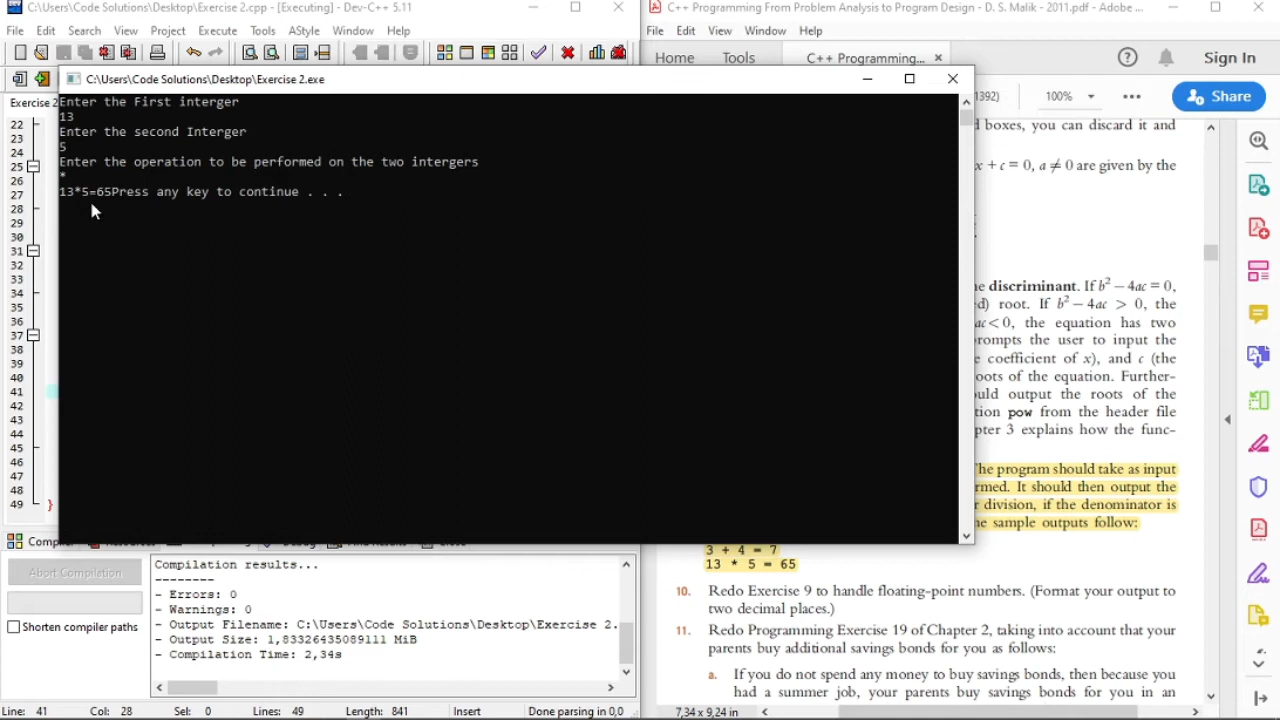 C:\Users\Code Solutions\Desktop\Exercise 2.cpp - [Executing] - Dev-C++ 5.11
C++ Programming From Problem Analysis to Program Design - D. S. Malik - 2011.pdf - Adobe ...
File Edit Search View Project Execute Tools AStyle Window Help
File Edit View Window Help
Home Tools C++ Programming... × Sign In
C:\Users\Code Solutions\Desktop\Exercise 2.exe
1392) 100% Share
Exercise 2
Enter the First interger
13
Enter the second Interger
5
Enter the operation to be performed on the two intergers
*
13*5=65Press any key to continue . . .
22
23
24
25
26
27
28
29
30
31
32
33
34
35
36
37
38
39
40
41
42
43
44
45
46
47
48
49 }
d boxes, you can discard it and
x + c = 0, a ≠ 0 are given by the
e discriminant. If b² − 4ac = 0,
ed) root. If b² − 4ac > 0, the
ac < 0, the equation has two
prompts the user to input the
e coefficient of x), and c (the
oots of the equation. Further-
uld output the roots of the
tion pow from the header file
pter 3 explains how the func-
he program should take as input
rmed. It should then output the
r division, if the denominator is
ne sample outputs follow:
3 + 4 = 7
13 * 5 = 65
10. Redo Exercise 9 to handle floating-point numbers. (Format your output to
two decimal places.)
11. Redo Programming Exercise 19 of Chapter 2, taking into account that your
parents buy additional savings bonds for you as follows:
a. If you do not spend any money to buy savings bonds, then because you
had a summer job, your parents buy savings bonds for you in an
7,34 x 9,24 in
Compiler
Abort Compilation
Shorten compiler paths
Compilation results...
--------
- Errors: 0
- Warnings: 0
- Output Filename: C:\Users\Code Solutions\Desktop\Exercise 2.
- Output Size: 1,83326435089111 MiB
- Compilation Time: 2,34s
Line: 41 Col: 28 Sel: 0 Lines: 49 Length: 841 Insert Done parsing in 0,0